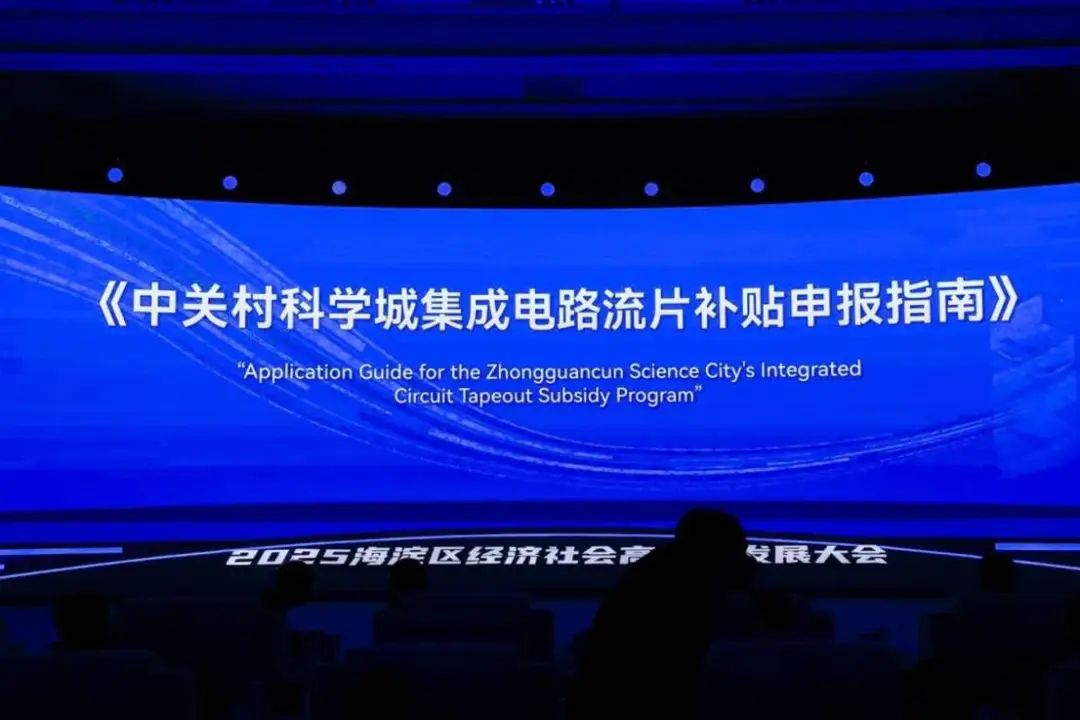 《中关村科学城集成电路流片补贴申报指南》
“Application Guide for the Zhongguancun Science City's Integrated
Circuit Tapeout Subsidy Program”
2025海淀区经济社会高 发展大会